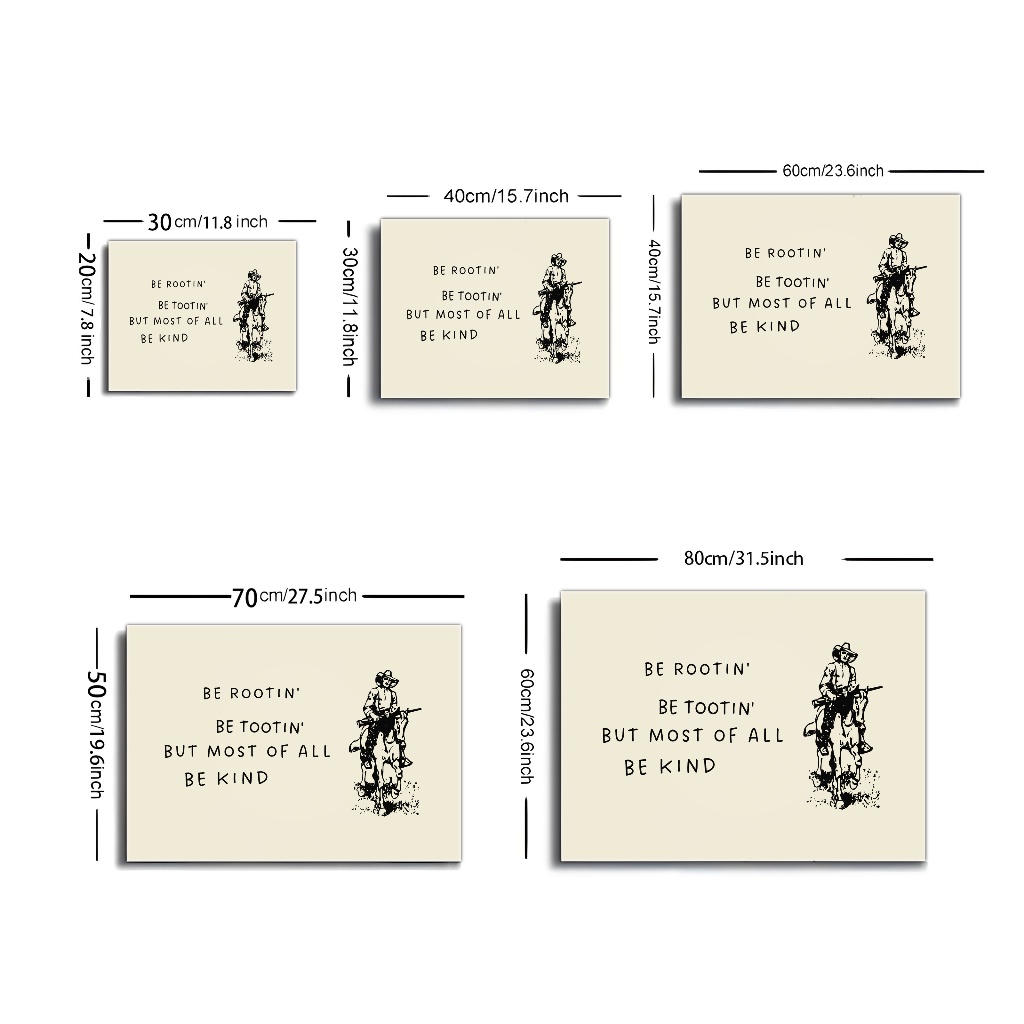 30cm/11.8 inch
20cm/7.8 inch
BE ROOTIN'
BE TOOTIN'
BUT MOST OF ALL
BE KIND
40cm/15.7inch
30cm/11.8inch
BE ROOTIN'
BE TOOTIN'
BUT MOST OF ALL
BE KIND
60cm/23.6inch
40cm/15.7inch
BE ROOTIN'
BE TOOTIN'
BUT MOST OF ALL
BE KIND
70cm/27.5inch
50cm/19.6inch
BE ROOTIN'
BE TOOTIN'
BUT MOST OF ALL
BE KIND
80cm/31.5inch
60cm/23.6inch
BE ROOTIN'
BE TOOTIN'
BUT MOST OF ALL
BE KIND